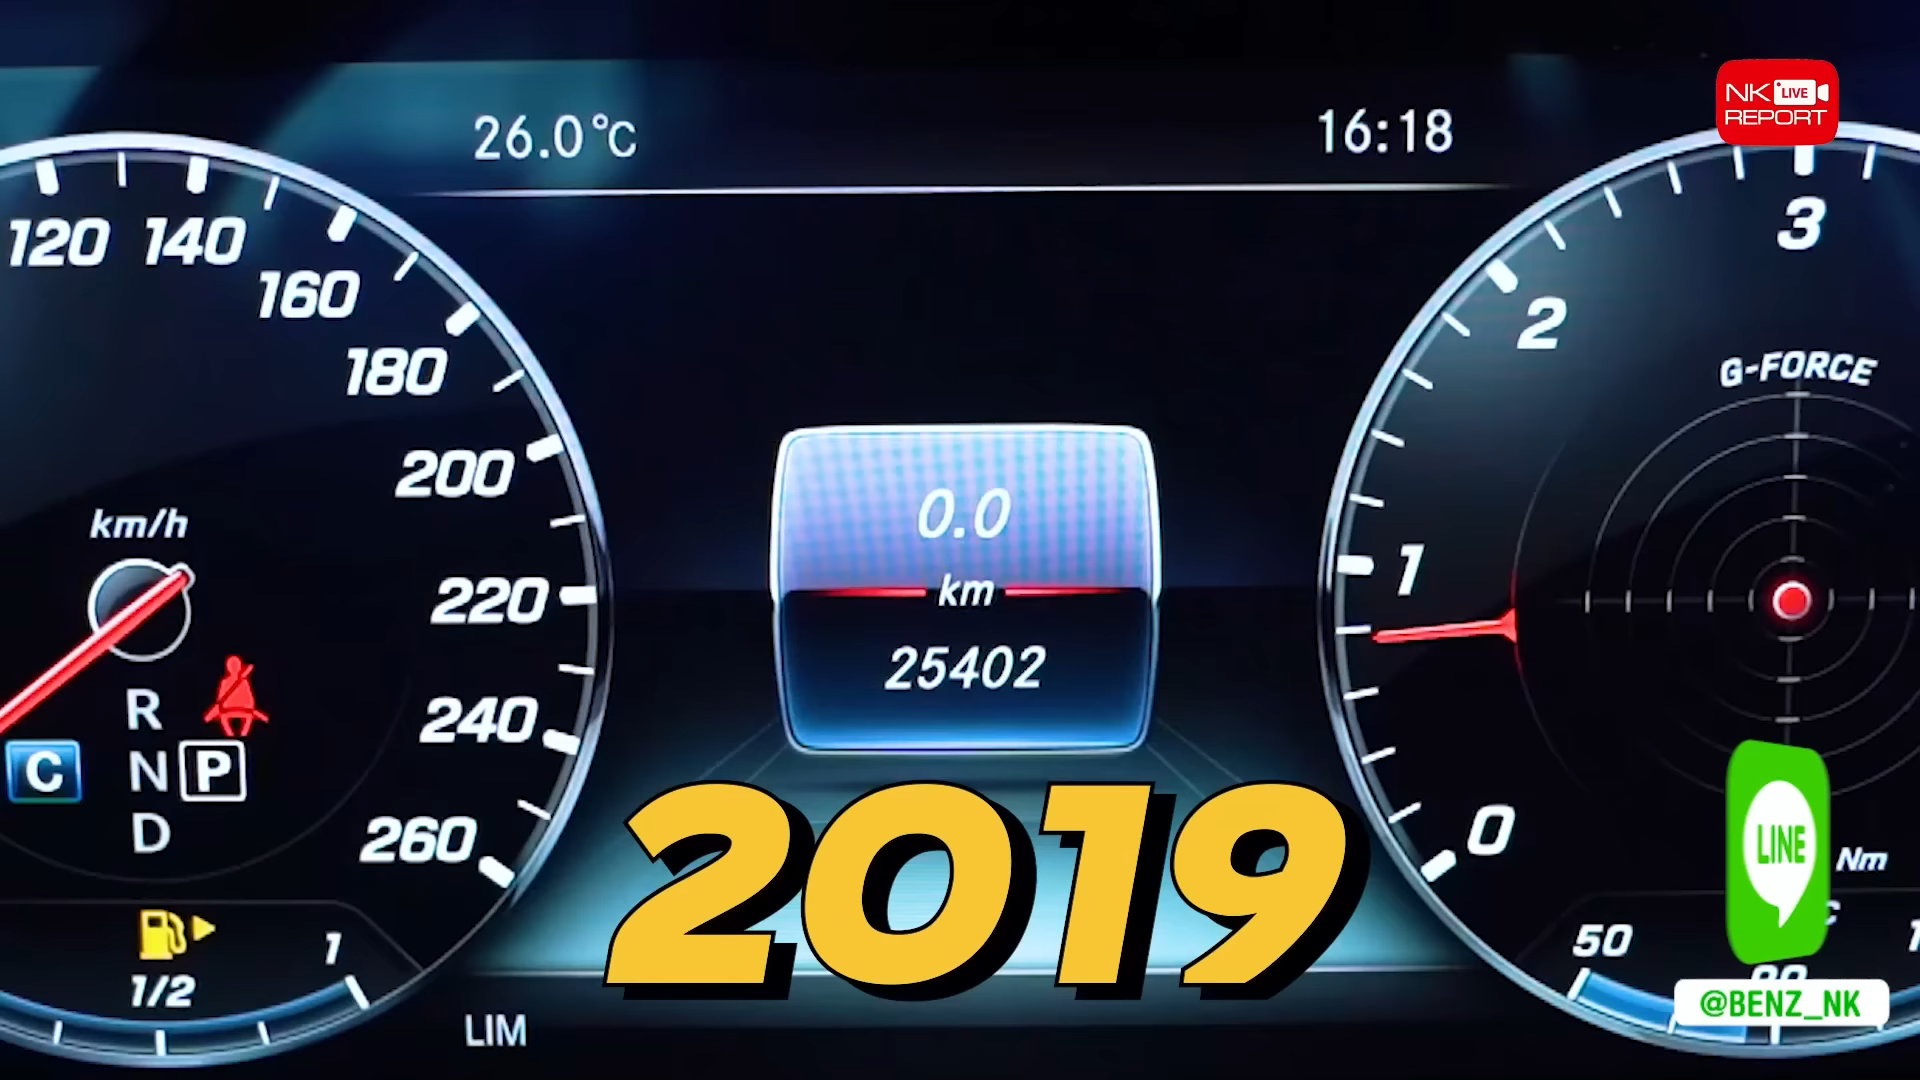 26.0°C
16:18
NK LIVE
REPORT
120
140
160
180
200
220
240
260
km/h
R
N
D
C
P
1/2
1
LIM
0.0
km
25402
3
2
1
0
G-FORCE
Nm
50
2019
LINE
@BENZ_NK